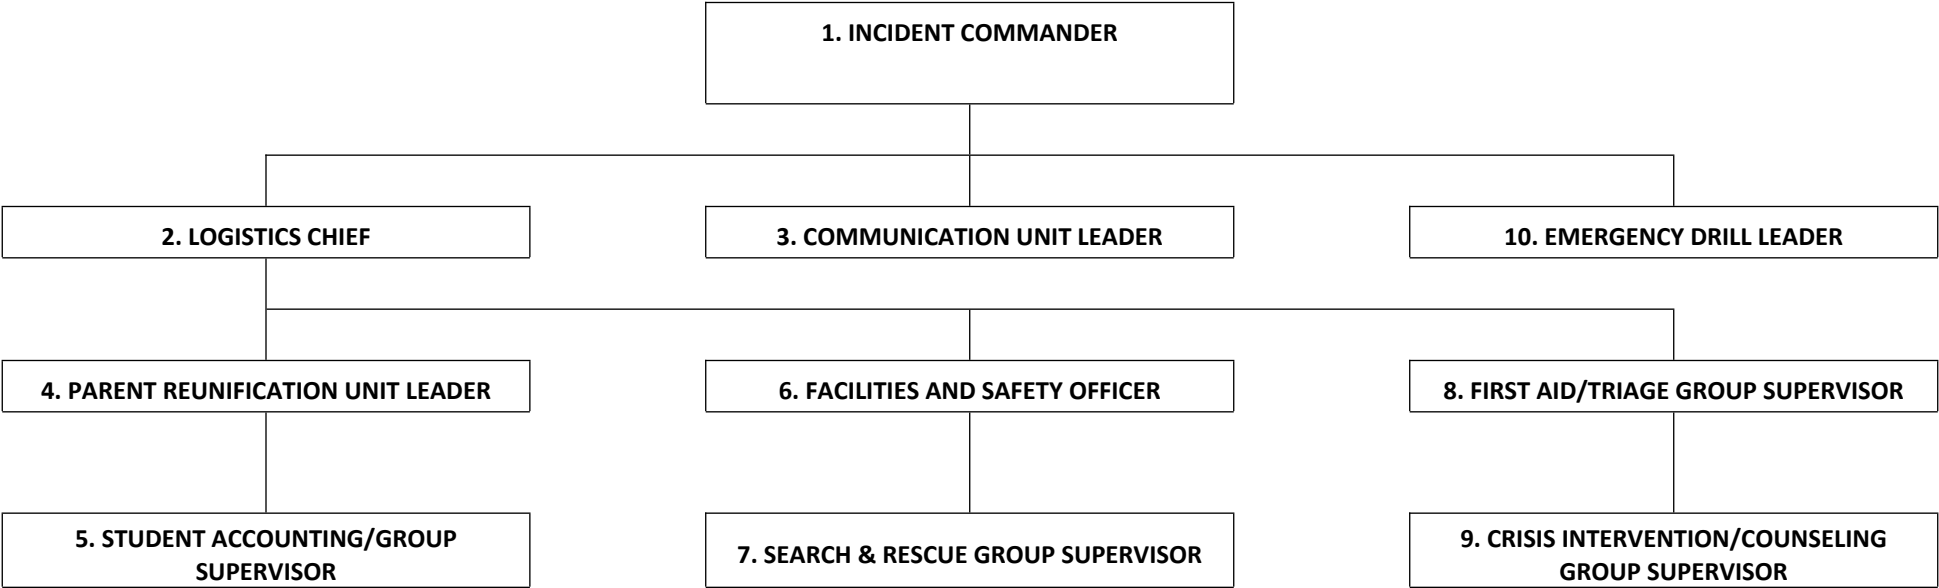 1. INCIDENT COMMANDER
2. LOGISTICS CHIEF
3. COMMUNICATION UNIT LEADER
10. EMERGENCY DRILL LEADER
4. PARENT REUNIFICATION UNIT LEADER
6. FACILITIES AND SAFETY OFFICER
8. FIRST AID/TRIAGE GROUP SUPERVISOR
5. STUDENT ACCOUNTING/GROUP
SUPERVISOR
7. SEARCH & RESCUE GROUP SUPERVISOR
9. CRISIS INTERVENTION/COUNSELING
GROUP SUPERVISOR